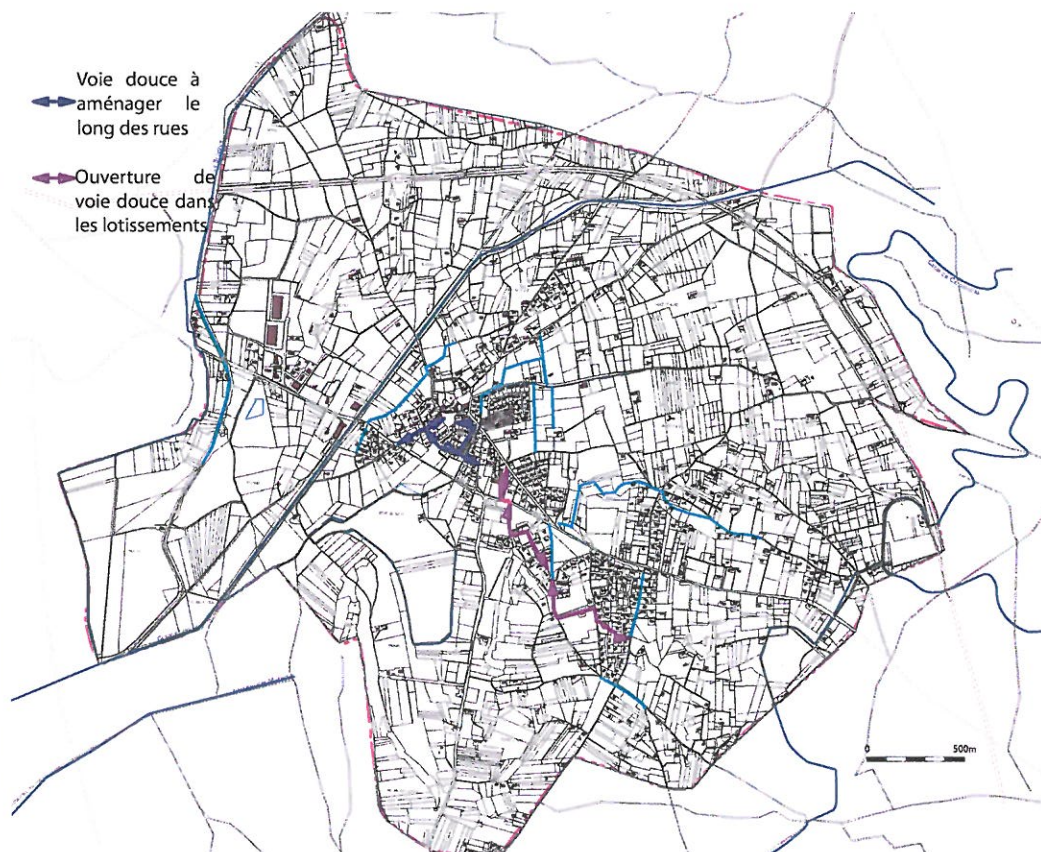 Voie douce à
aménager le
long des rues
Ouverture de
voie douce dans
les lotissements
0 500m